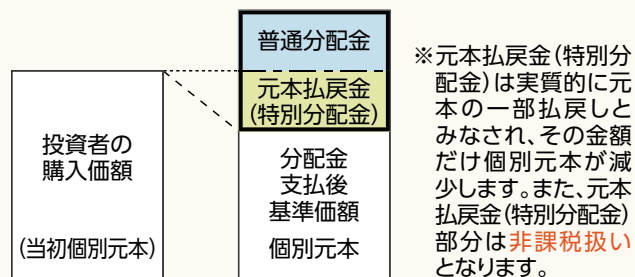 普通分配金
元本払戻金
(特別分配金)
投資者の
購入価額
(当初個別元本)
分配金
支払後
基準価額
個別元本
※元本払戻金(特別分
配金)は実質的に元
本の一部払戻しと
みなされ、その金額
だけ個別元本が減
少します。また、元本
払戻金(特別分配金)
部分は非課税扱い
となります。